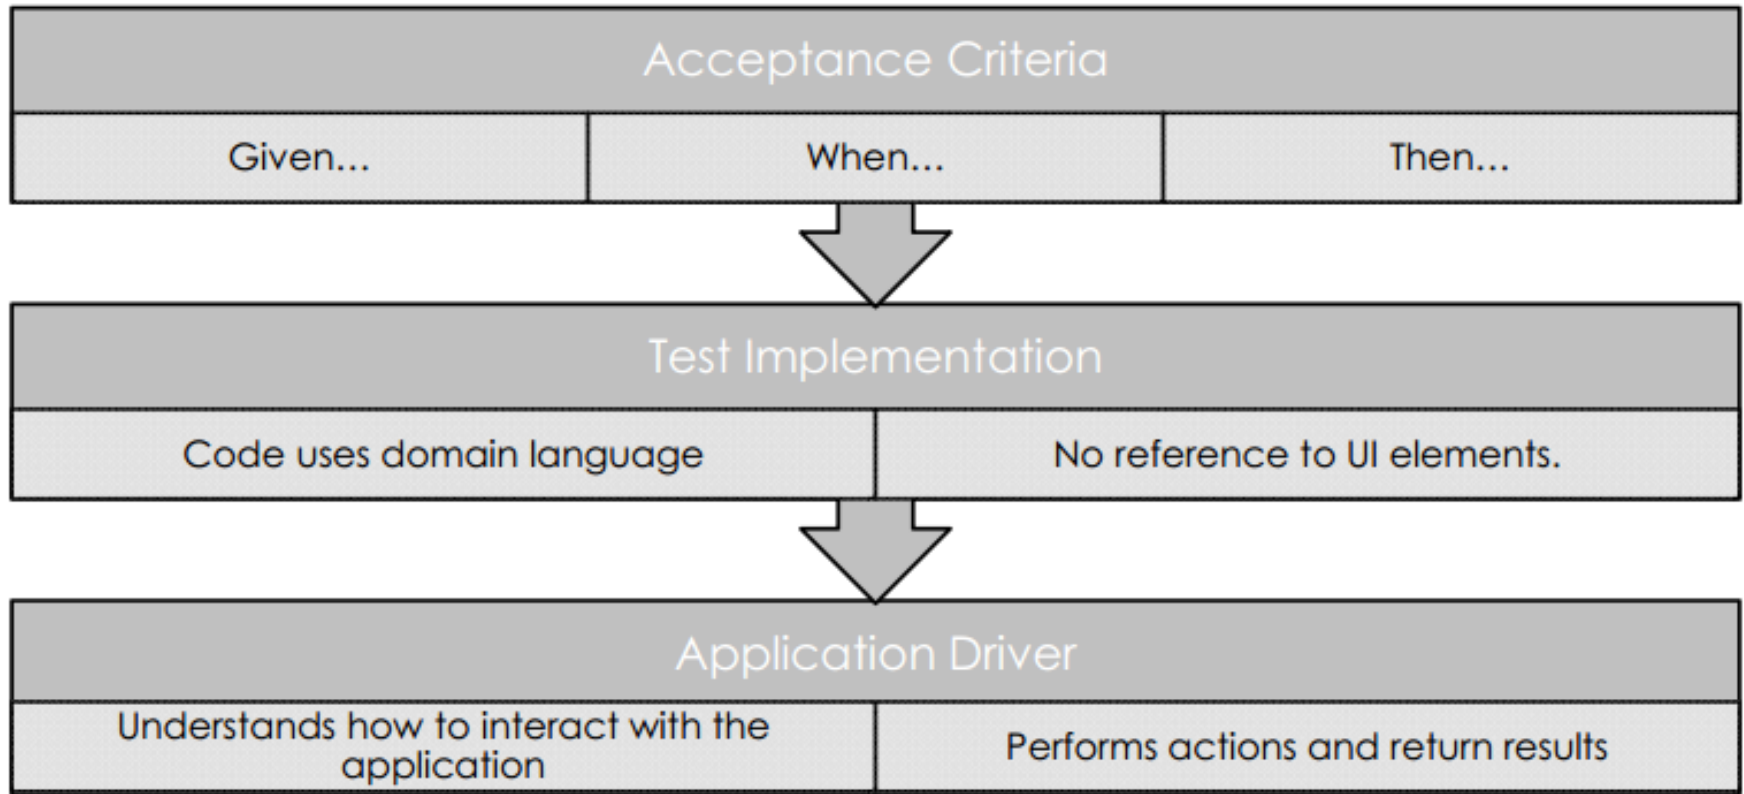 Acceptance Criteria
Given...
When...
Then...
Test Implementation
Code uses domain language
No reference to UI elements.
Application Driver
Understands how to interact with the
application
Performs actions and return results